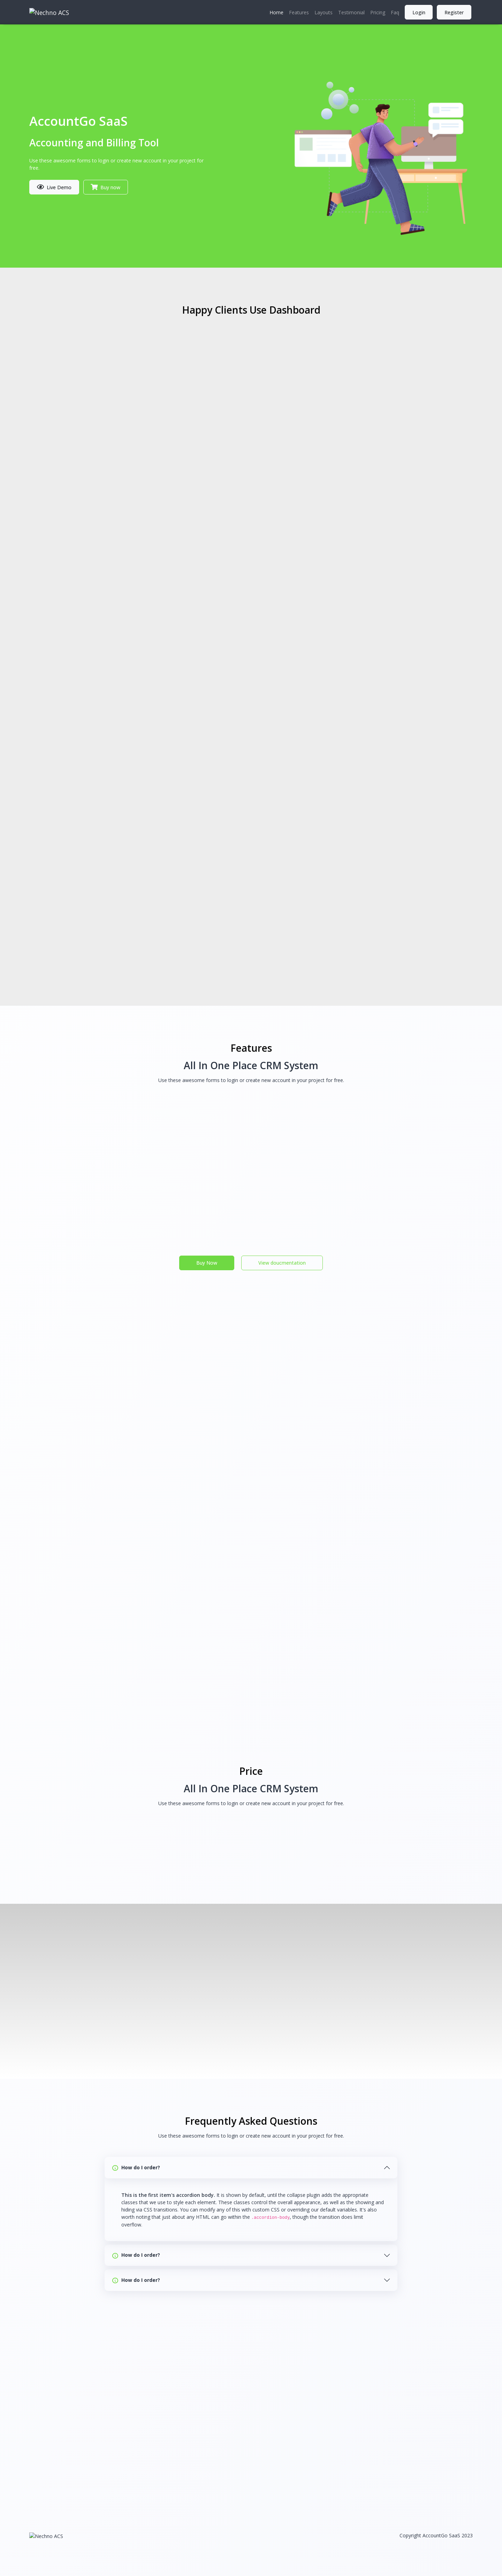 Nechno ACS
Home
Features
Layouts
Testimonial
Pricing
Faq
Login
Register
AccountGo SaaS
Accounting and Billing Tool
Use these awesome forms to login or create new account in your project for
free.
Live Demo
Buy now
Happy Clients Use Dashboard
Features
All In One Place CRM System
Use these awesome forms to login or create new account in your project for free.
Buy Now
View documentation
Price
All In One Place CRM System
Use these awesome forms to login or create new account in your project for free.
Frequently Asked Questions
Use these awesome forms to login or create new account in your project for free.
How do I order?
This is the first item's accordion body. It is shown by default, until the collapse plugin adds the appropriate
classes that we use to style each element. These classes control the overall appearance, as well as the showing and
hiding via CSS transitions. You can modify any of this with custom CSS or overriding our default variables. It's also
worth noting that just about any HTML can go within the .accordion-body, though the transition does limit
overflow.
How do I order?
How do I order?
Nechno ACS
Copyright AccountGo SaaS 2023